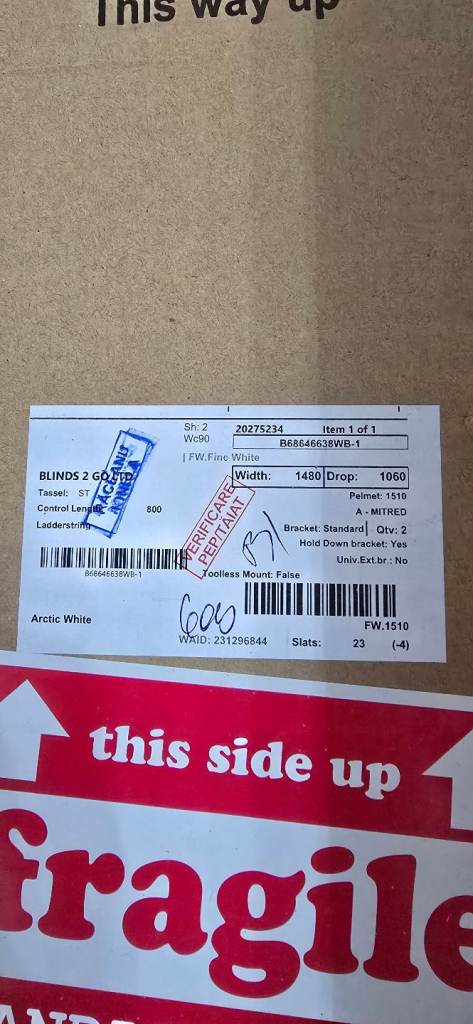 This way up
Sh: 2 20275234 Item 1 of 1
Wc90 B68646638WB-1
| FW.Fine White
BLINDS 2 GO LTD Width: 1480 Drop: 1060
Tassel: ST Pelmet: 1510
Control Length 800 A - MITRED
Ladderstring Bracket: Standard Qty: 2
Hold Down bracket: Yes
Univ.Ext.br.: No
VERIFICARE
B68646638WB-1 Toolless Mount: False
Arctic White FW.1510
WAID: 231296844 Slats: 23 (-4)
this side up
fragile